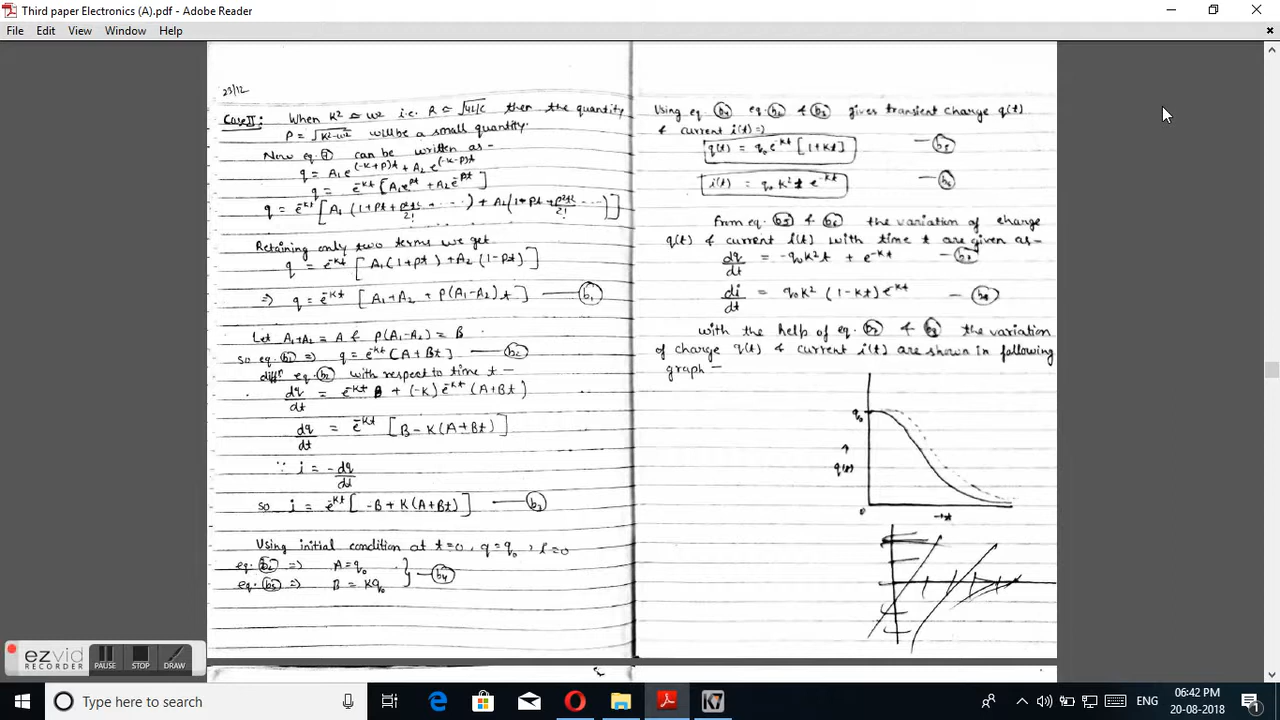 Third paper Electronics (A).pdf - Adobe Reader
File Edit View Window Help
23/12
Case II: When K² ≃ ω² i.e. R ≃ √4L/C then the quantity
P = √K²-ω² will be a small quantity.
Now eq. can be written as -
q = A₁e^(-K+P)t + A₂e^(-K-P)t
q = e^-Kt [A₁e^pt + A₂e^-pt]
q = e^-Kt [A₁ (1+Pt+p²t²/2! + ----) + A₂ (1-Pt+p²t²/2! ----)]
Retaining only two terms we get
q = e^-Kt [A₁(1+pt) + A₂(1-pt)]
⇒ q = e^-Kt [A₁+A₂ + P(A₁-A₂)t] — b₁
Let A₁+A₂ = A & P(A₁-A₂) = B
so eq. b₁ ⇒ q = e^-Kt (A+Bt] — b₂
diffn eq. b₂ with respect to time t -
dq/dt = e^-Kt B + (-K) e^-Kt (A+Bt)
dq/dt = e^-Kt [B-K(A+Bt)]
∵ i = -dq/dt
so i = e^-Kt [-B+K(A+Bt)] — b₃
Using initial condition at t=0, q=q₀, i=0
eq. b₂ ⇒ A=q₀
eq. b₃ ⇒ B = Kq₀ } — b₄
Using eq. b₄ eq. b₂ & b₃ gives transient charge q(t)
& current i(t) ⇒
q(t) = q₀ e^-Kt [1+Kt] — b₅
i(t) = q₀ K² t e^-Kt — b₆
From eq. b₅ & b₆ the variation of charge
q(t) & current i(t) with time t are given as -
dq/dt = -q₀K²t + e^-Kt — b₇
di/dt = q₀K² (1-Kt) e^-Kt — b₈
with the help of eq. b₇ & b₈ the variation
of charge q(t) & current i(t) are shown in following
graph -
q₀
q(t)
0
→t
ezvid
RECORDER
PAUSE STOP DRAW
Type here to search
ENG
08:42 PM
20-08-2018
1